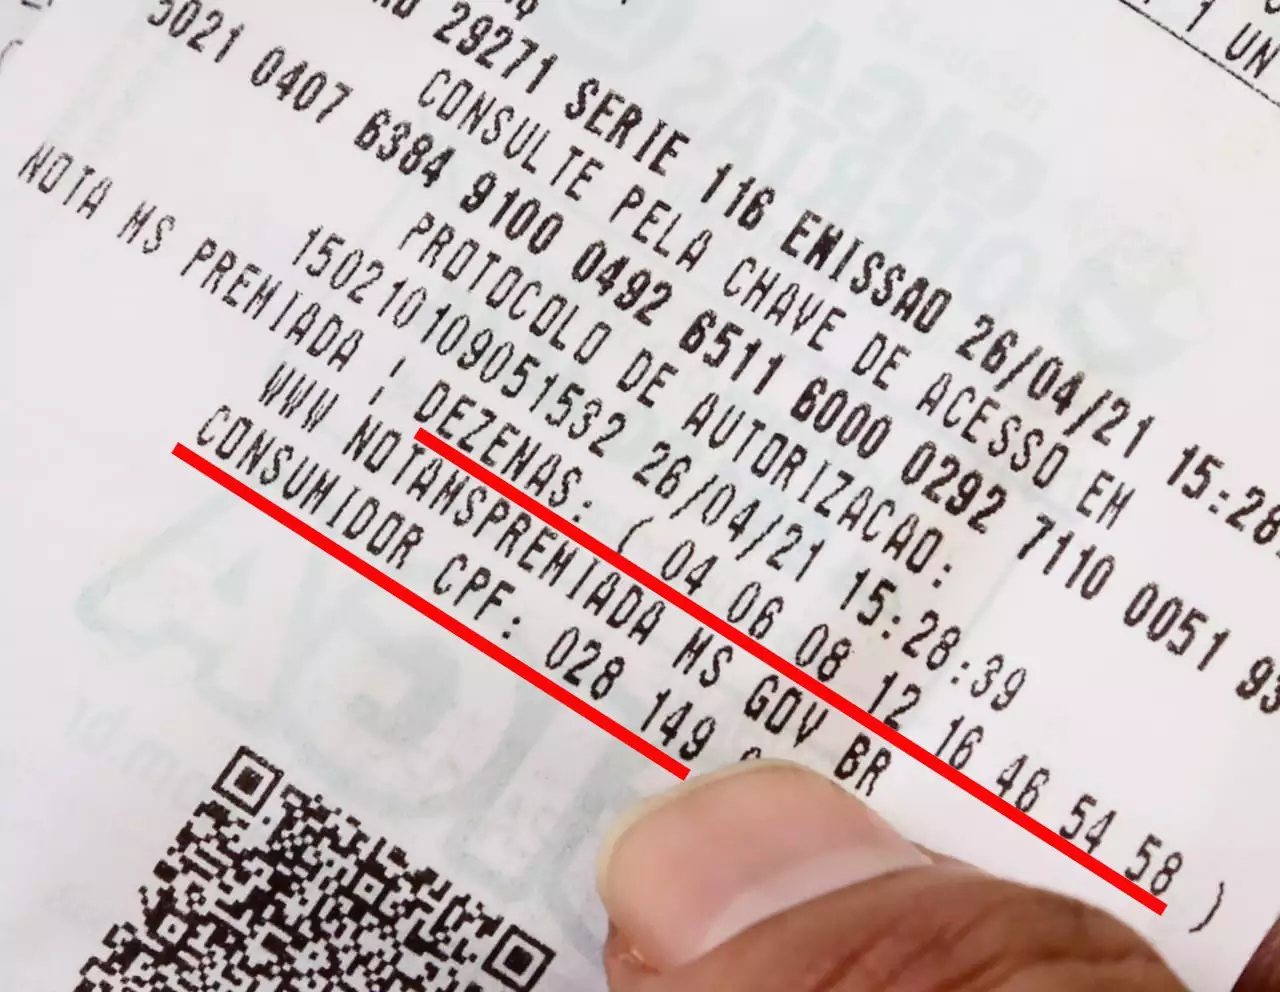 1 UN
29271 SERIE 116 EMISSAO 26/04/21 15:28:
CONSULTE PELA CHAVE DE ACESSO EM
5021 0407 6384 9100 0492 6511 6000 0292 7110 0051 93
PROTOCOLO DE AUTORIZACAO:
150210109051532 26/04/21 15:28:39
NOTA MS PREMIADA | DEZENAS: ( 04 06 08 12 16 46 54 58 )
WWW NOTAMSPREMIADA MS GOV BR
CONSUMIDOR CPF: 028 149